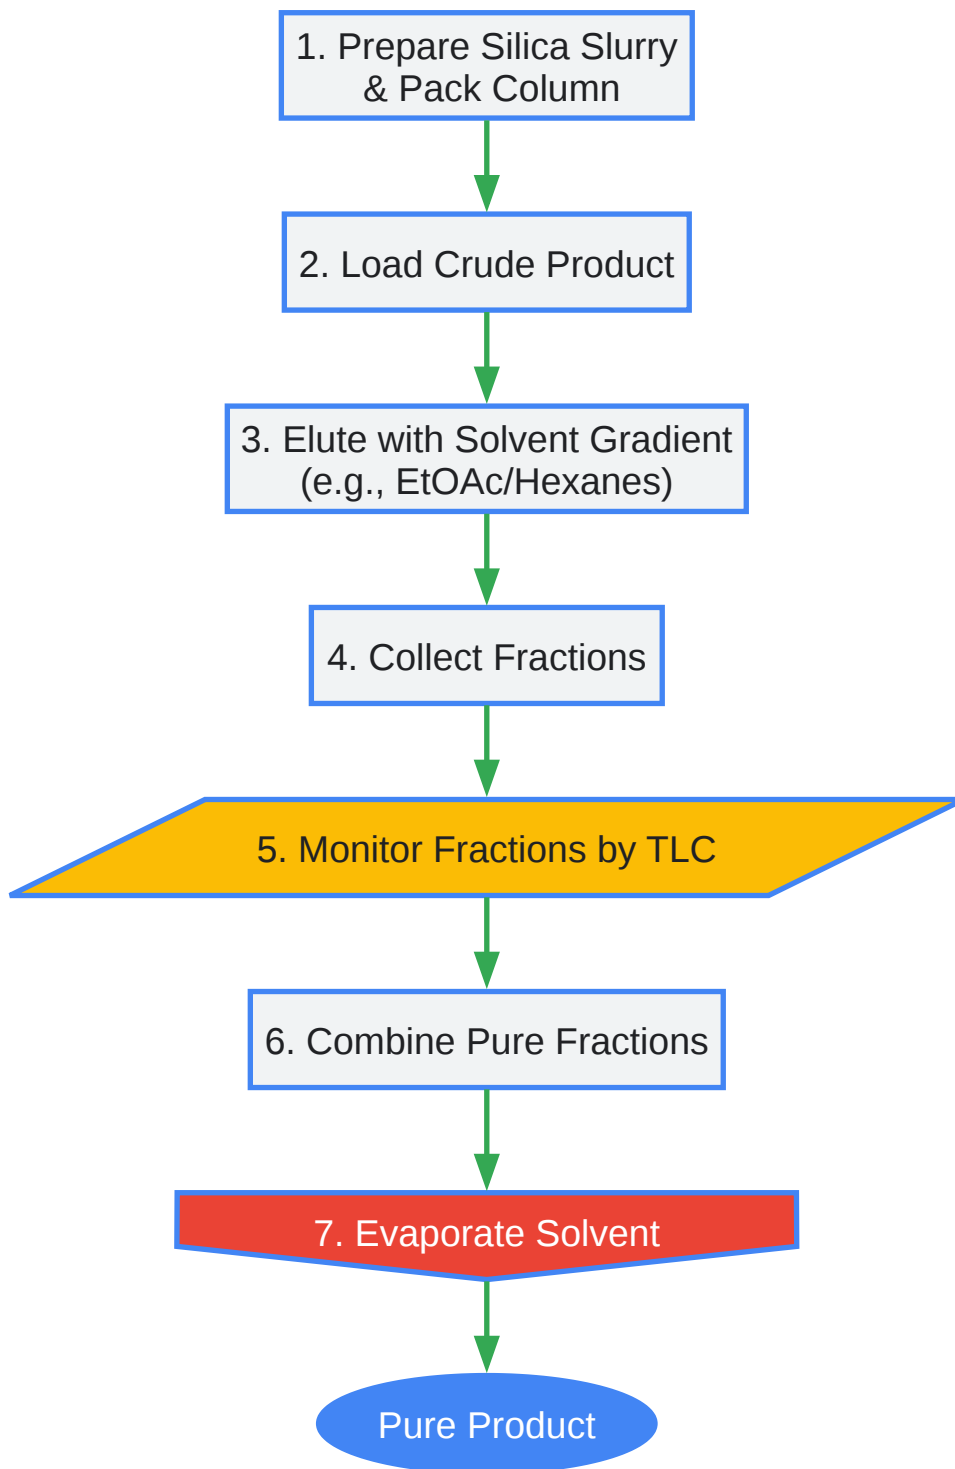 1. Prepare Silica Slurry
& Pack Column
2. Load Crude Product
3. Elute with Solvent Gradient
(e.g., EtOAc/Hexanes)
4. Collect Fractions
5. Monitor Fractions by TLC
6. Combine Pure Fractions
7. Evaporate Solvent
Pure Product